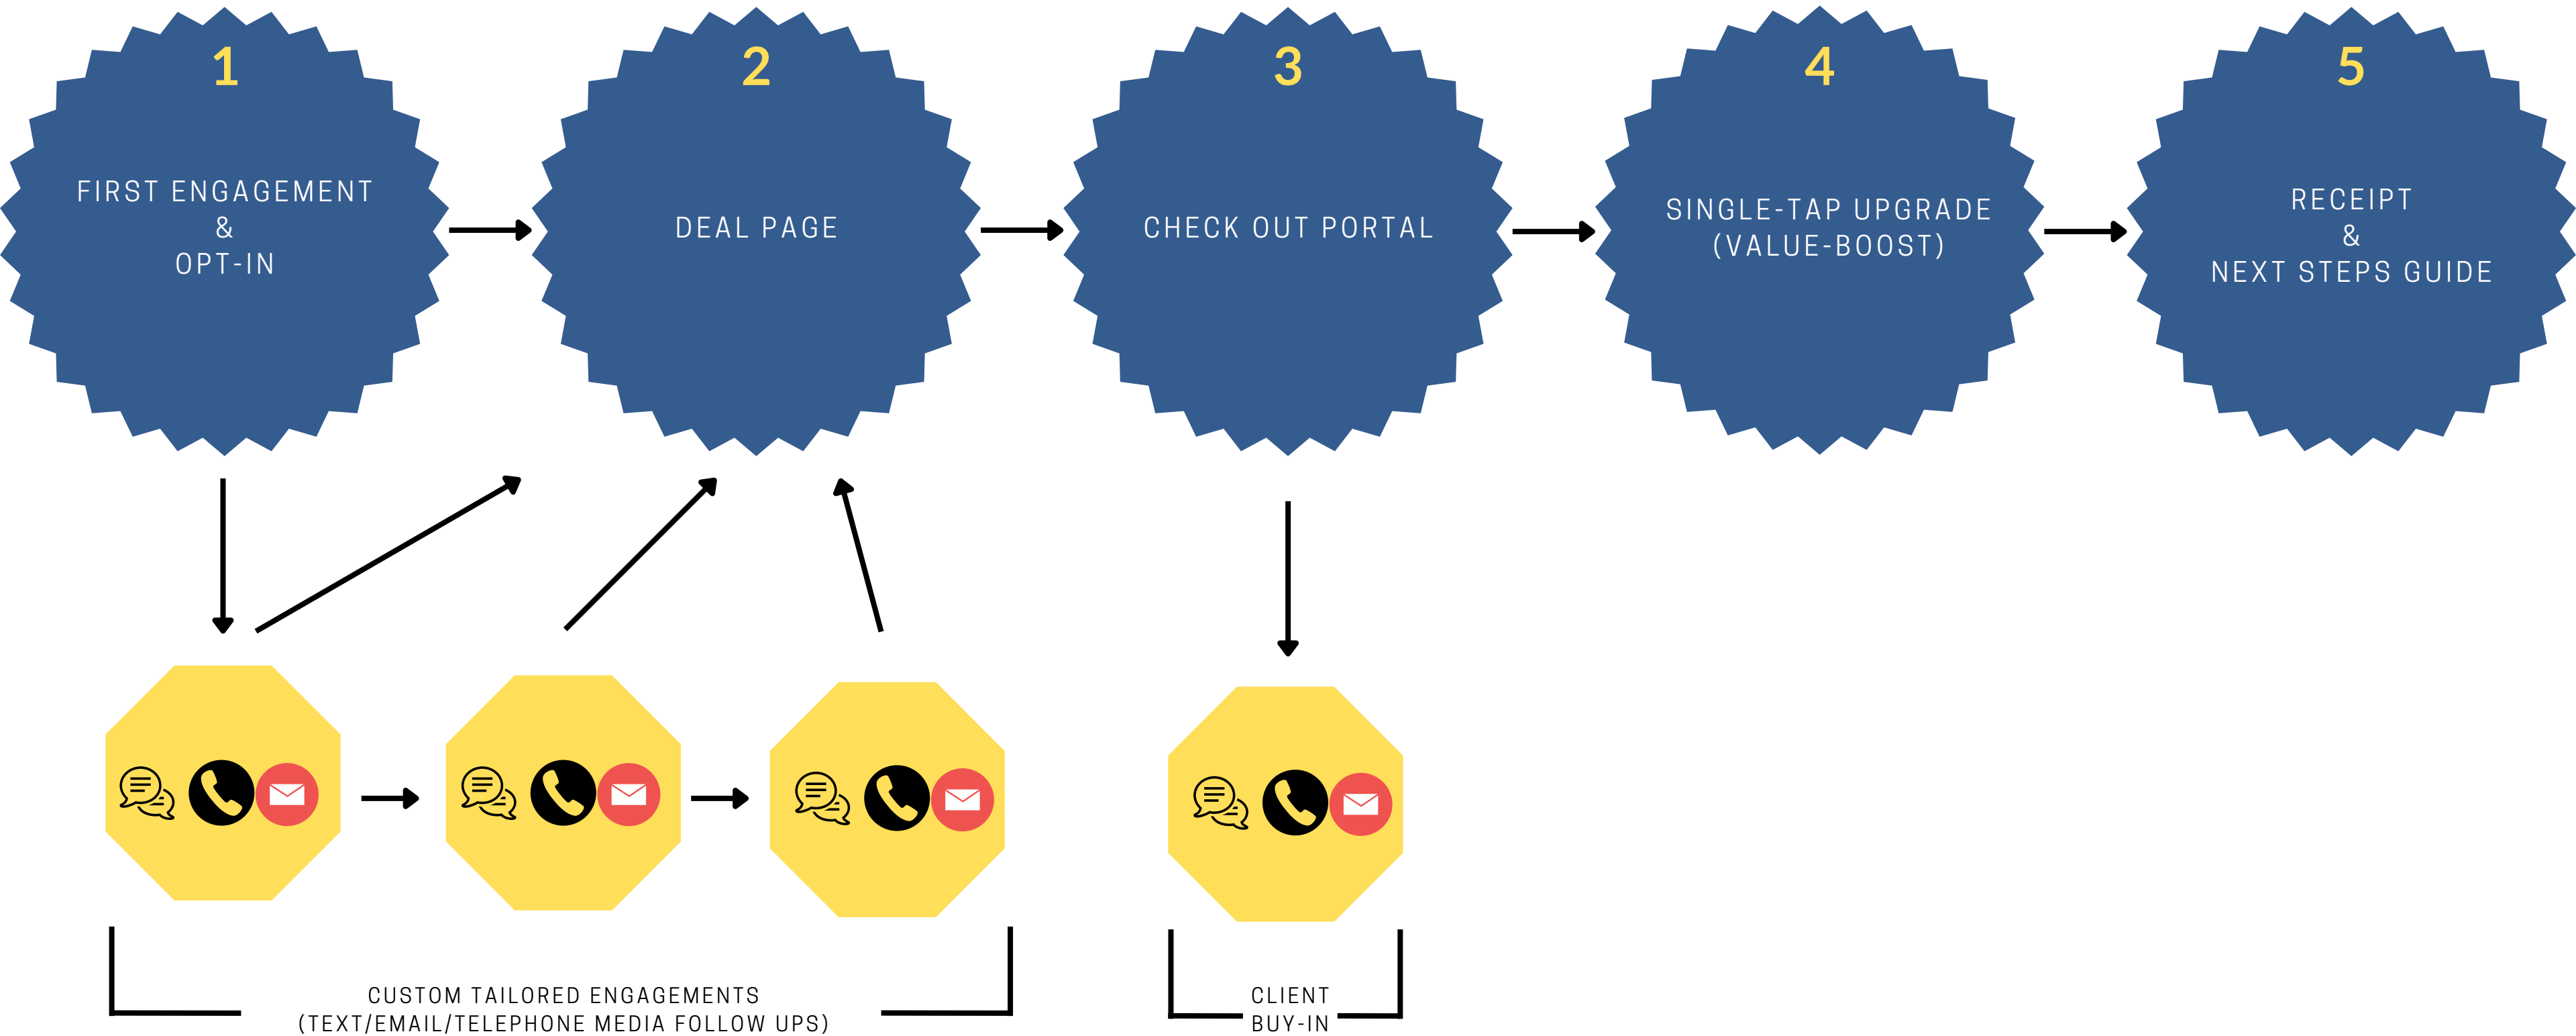 1
FIRST ENGAGEMENT
&
OPT-IN
2
DEAL PAGE
3
CHECK OUT PORTAL
4
SINGLE-TAP UPGRADE
(VALUE-BOOST)
5
RECEIPT
&
NEXT STEPS GUIDE
CUSTOM TAILORED ENGAGEMENTS
(TEXT/EMAIL/TELEPHONE MEDIA FOLLOW UPS)
CLIENT
BUY-IN